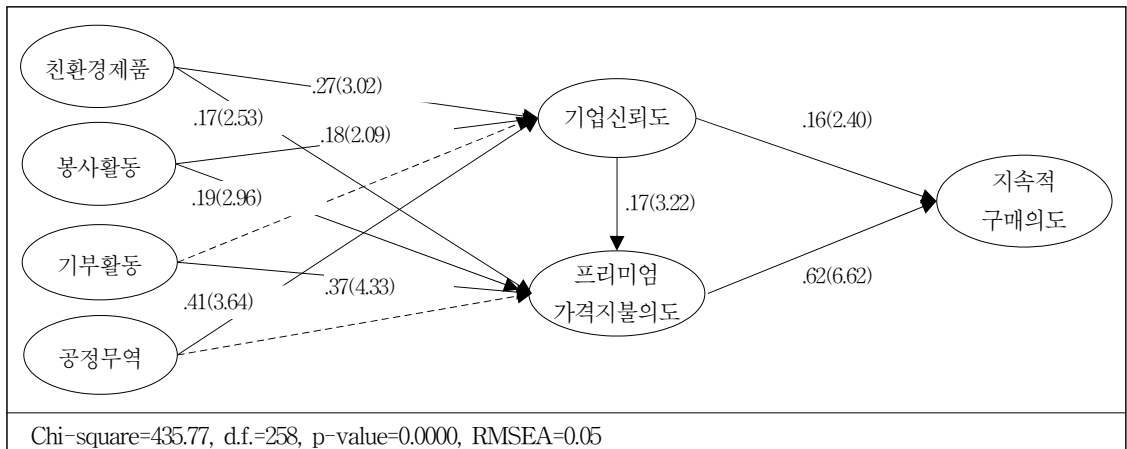 친환경제품
.27(3.02)
.17(2.53)
기업신뢰도
.16(2.40)
.18(2.09)
봉사활동
.19(2.96)
지속적
구매의도
.17(3.22)
기부활동
.37(4.33)
프리미엄
가격지불의도
.62(6.62)
.41(3.64)
공정무역
Chi-square=435.77, d.f.=258, p-value=0.0000, RMSEA=0.05